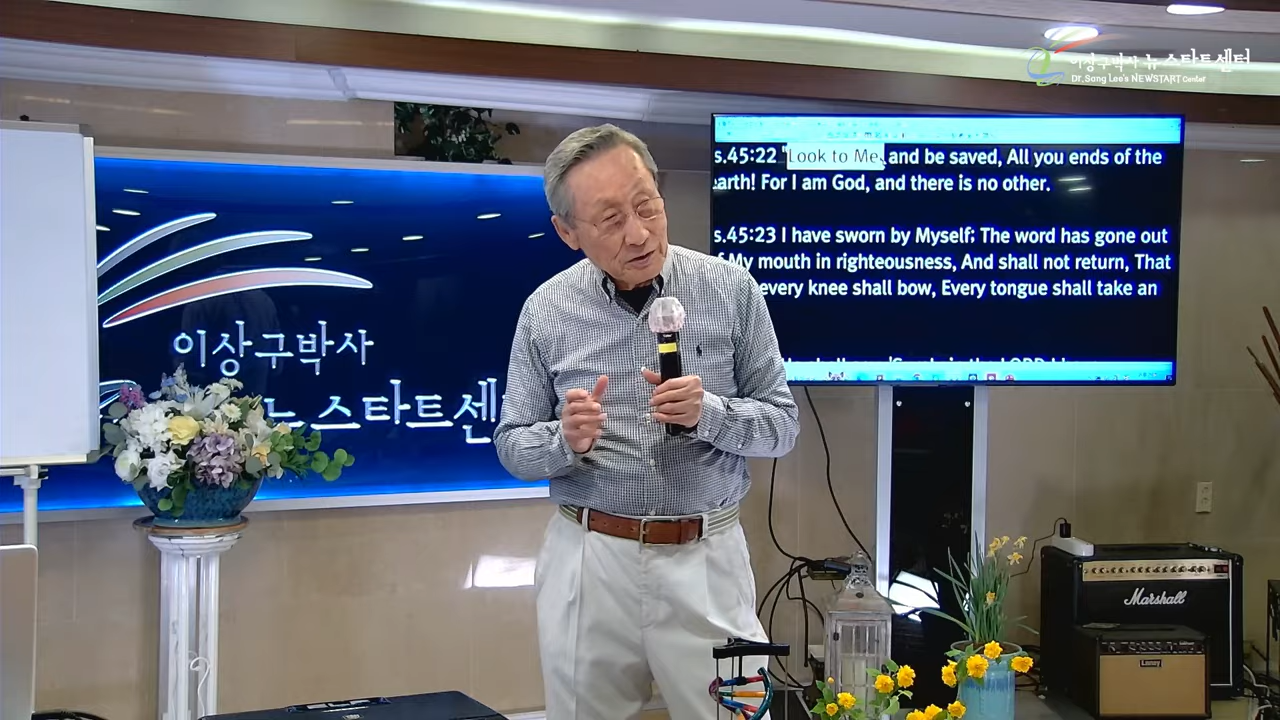 이상구박사 뉴스타트센터
Dr. Sang Lee's NEWSTART Center
이상구박사
뉴스타트센
s.45:22 "Look to Me, and be saved, All you ends of the
earth! For I am God, and there is no other.
s.45:23 I have sworn by Myself; The word has gone out
of My mouth in righteousness, And shall not return, That
every knee shall bow, Every tongue shall take an
Marshall
Laney